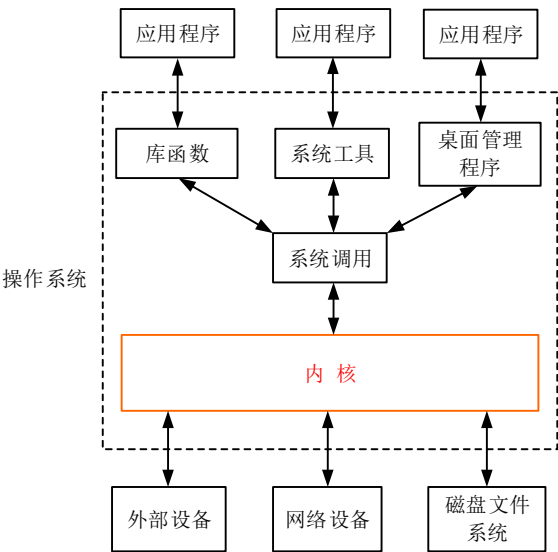 应用程序
应用程序
应用程序
库函数
系统工具
桌面管理
程序
系统调用
操作系统
内 核
外部设备
网络设备
磁盘文件
系统